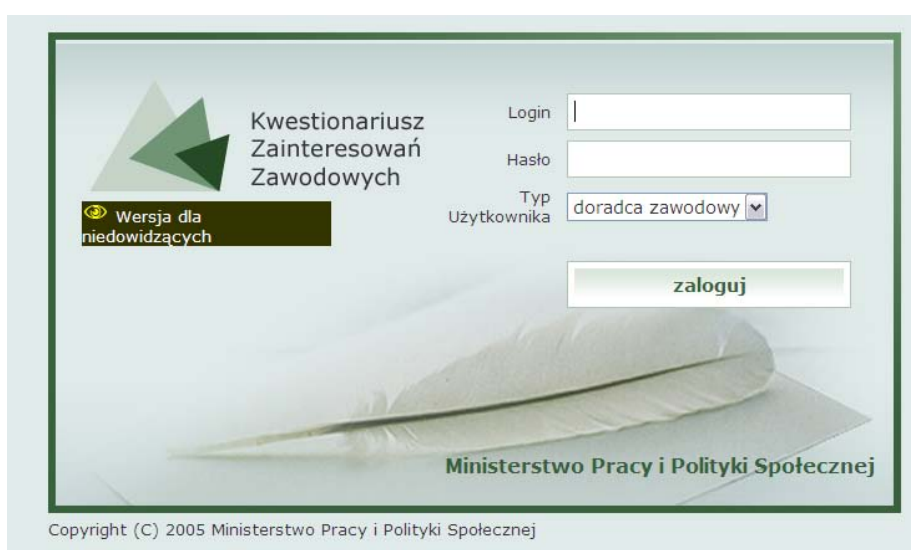 Kwestionariusz
Zainteresowań
Zawodowych
Wersja dla
niedowidzących
Login
Hasło
Typ
Użytkownika
doradca zawodowy
zaloguj
Ministerstwo Pracy i Polityki Społecznej
Copyright (C) 2005 Ministerstwo Pracy i Polityki Społecznej